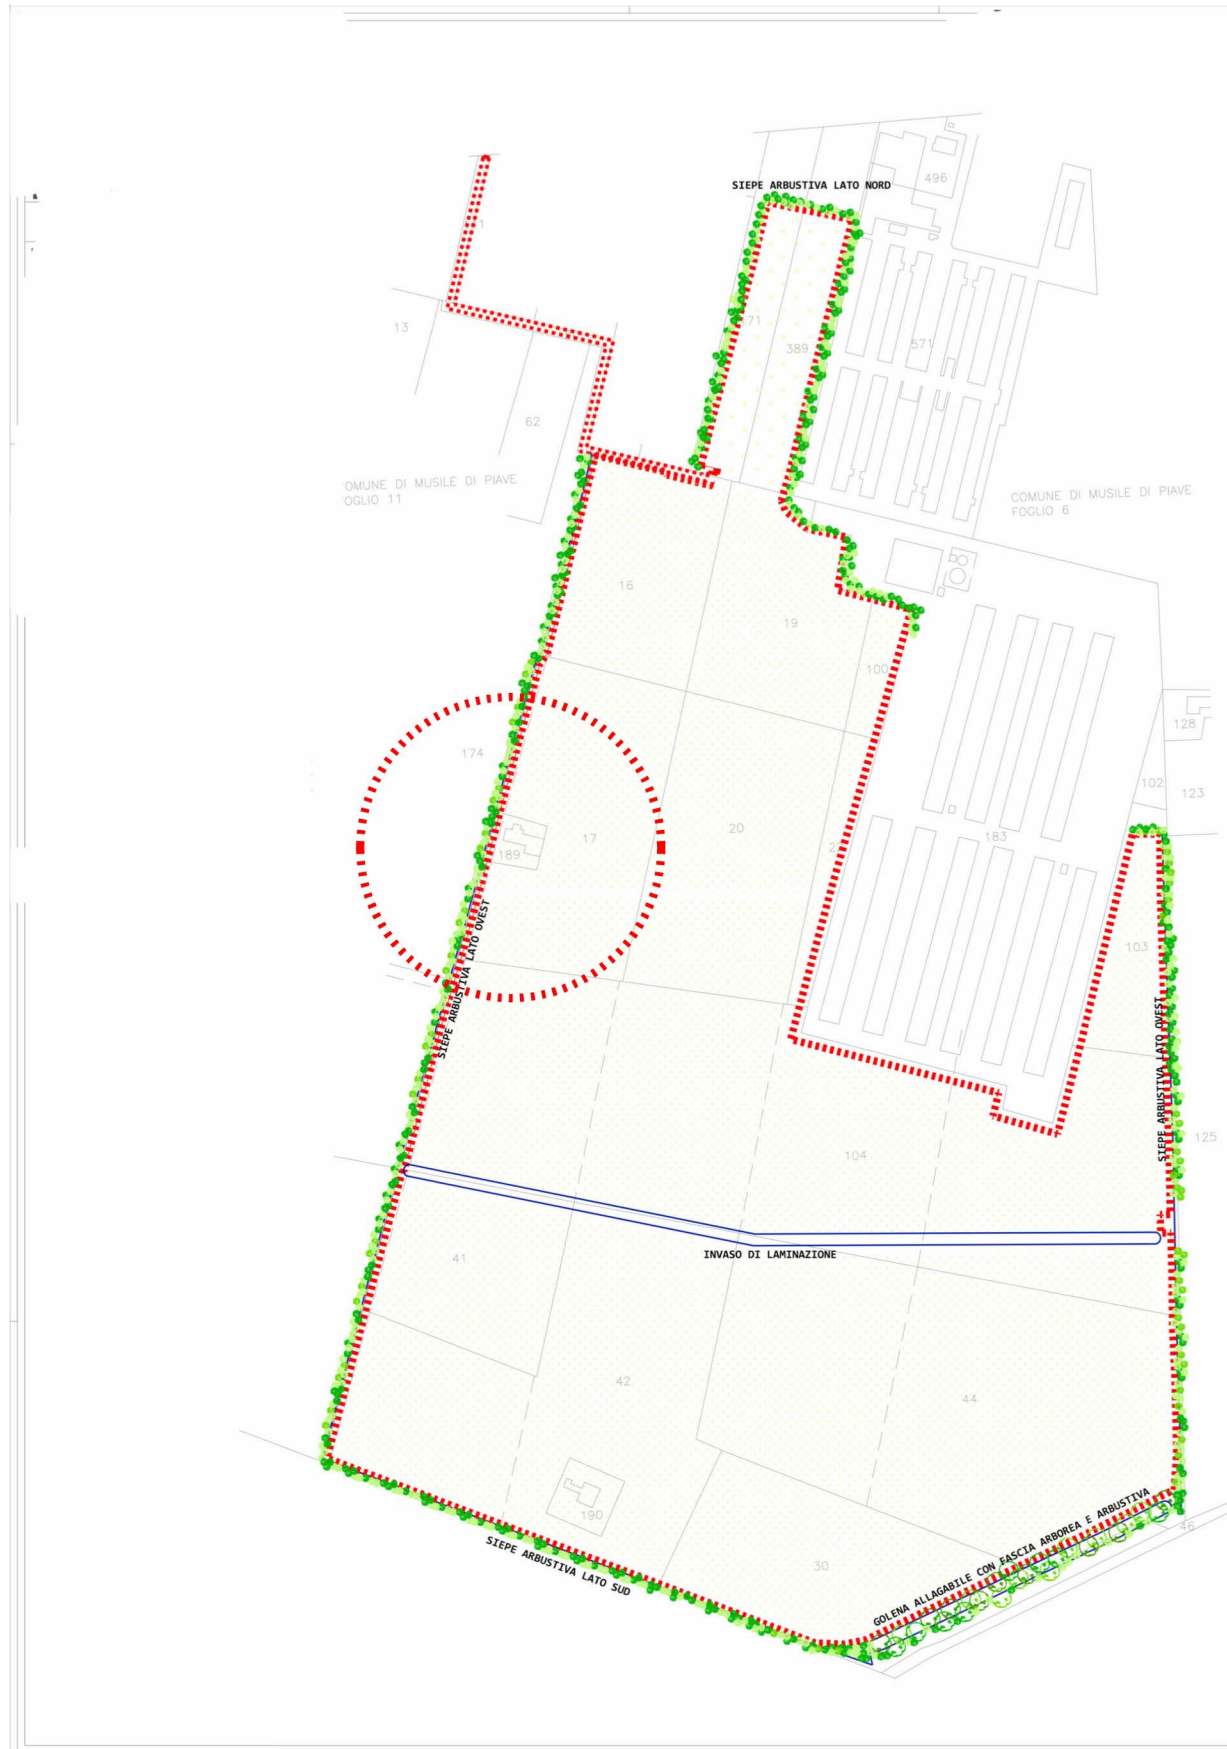 SIEPE ARBUSTIVA LATO NORD
496
13
71
389
571
62
OMUNE DI MUSILE DI PIAVE
OGLIO 11
COMUNE DI MUSILE DI PIAVE
FOGLIO 6
16
19
100
174
128
102
123
17
20
183
189
103
SIEPE ARBUSTIVA LATO OVEST
SIEPE ARBUSTIVA LATO OVEST
125
104
INVASO DI LAMINAZIONE
41
42
44
190
30
46
SIEPE ARBUSTIVA LATO SUD
GOLENA ALLAGABILE CON FASCIA ARBOREA E ARBUSTIVA